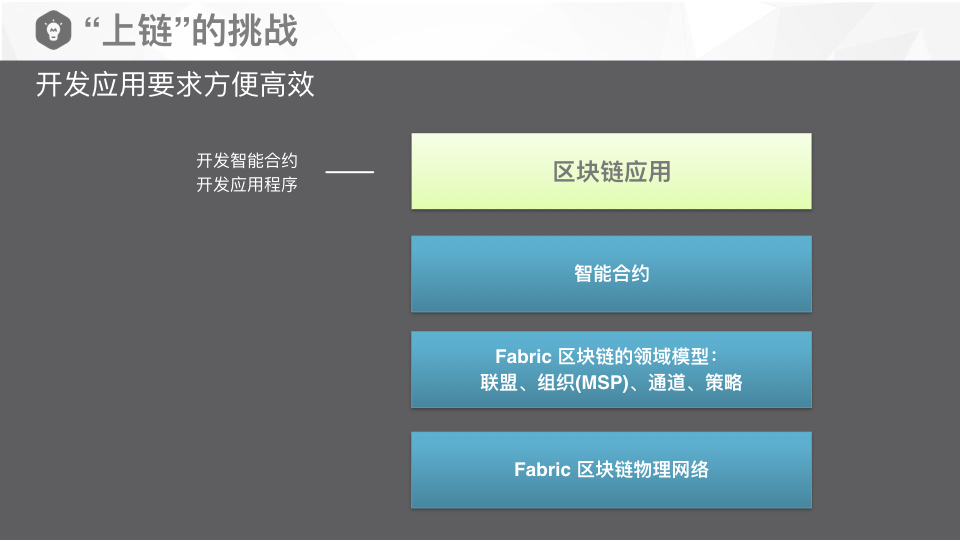 “上链”的挑战
开发应用要求方便高效
开发智能合约
开发应用程序
区块链应用
智能合约
Fabric 区块链的领域模型：
联盟、组织(MSP)、通道、策略
Fabric 区块链物理网络